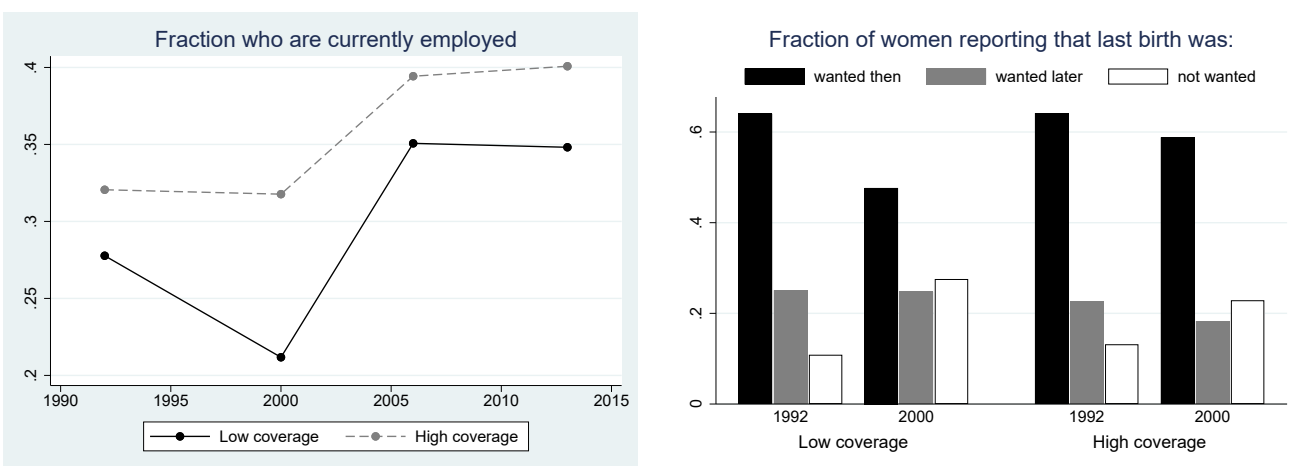 Fraction who are currently employed
.4
.35
.3
.25
.2
1990 1995 2000 2005 2010 2015
Low coverage High coverage
Fraction of women reporting that last birth was:
wanted then wanted later not wanted
.6
.4
.2
0
1992 2000 1992 2000
Low coverage High coverage